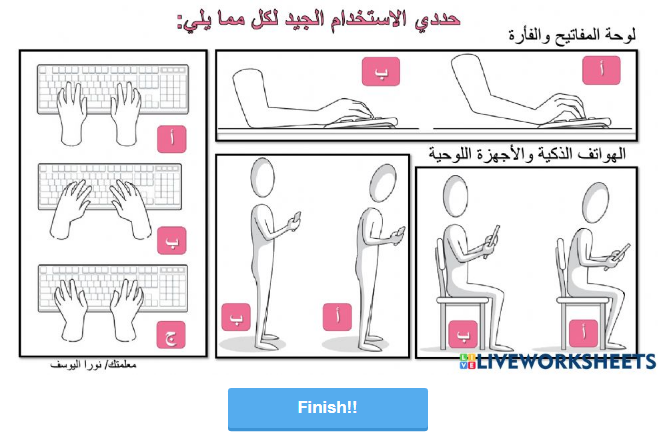 حددي الاستخدام الجيد لكل مما يلي:
لوحة المفاتيح والفأرة
أ
ب
أ
ب
ج
الهواتف الذكية والأجهزة اللوحية
أ
ب
أ
ب
معلمتك/ نورا اليوسف
LIVEWORKSHEETS
Finish!!